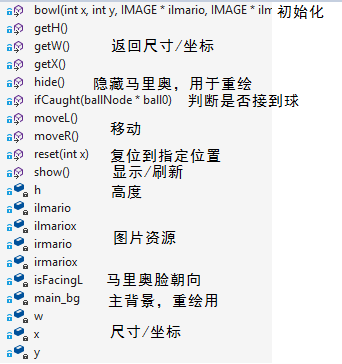 bowl(int x, int y, IMAGE * ilmario, IMAGE * ilm 初始化
getH()
getW() 返回尺寸/坐标
getX()
hide() 隐藏马里奥，用于重绘
ifCaught(ballNode * ball0) 判断是否接到球
moveL()
移动
moveR()
reset(int x) 复位到指定位置
show() 显示/刷新
h 高度
ilmario
ilmariox
图片资源
irmario
irmariox
isFacingL 马里奥脸朝向
main_bg 主背景，重绘用
w
x 尺寸/坐标
y